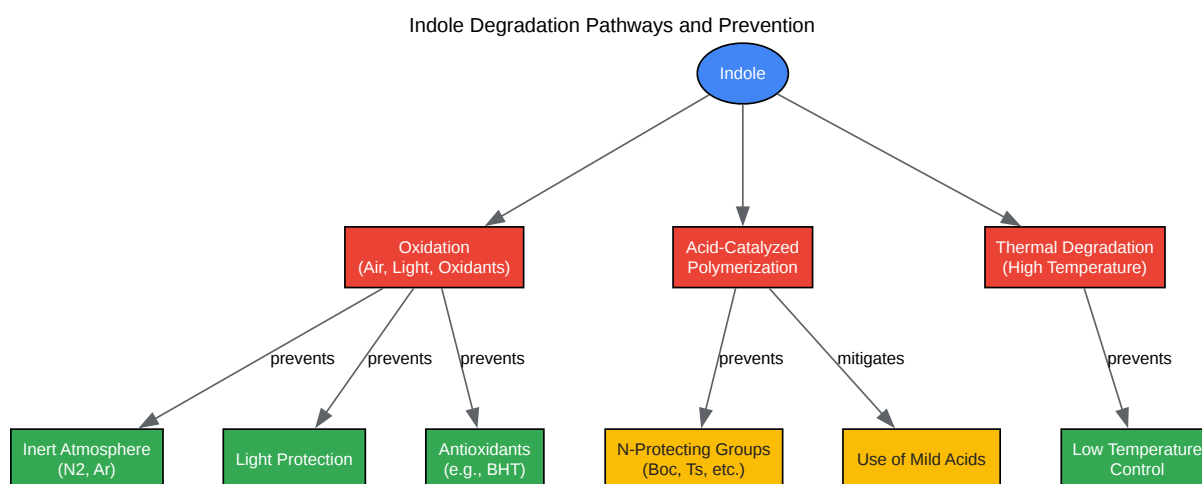 Indole Degradation Pathways and Prevention
Indole
Oxidation
(Air, Light, Oxidants)
Acid-Catalyzed
Polymerization
Thermal Degradation
(High Temperature)
prevents
prevents
prevents
prevents
mitigates
prevents
Inert Atmosphere
(N2, Ar)
Light Protection
Antioxidants
(e.g., BHT)
N-Protecting Groups
(Boc, Ts, etc.)
Use of Mild Acids
Low Temperature
Control